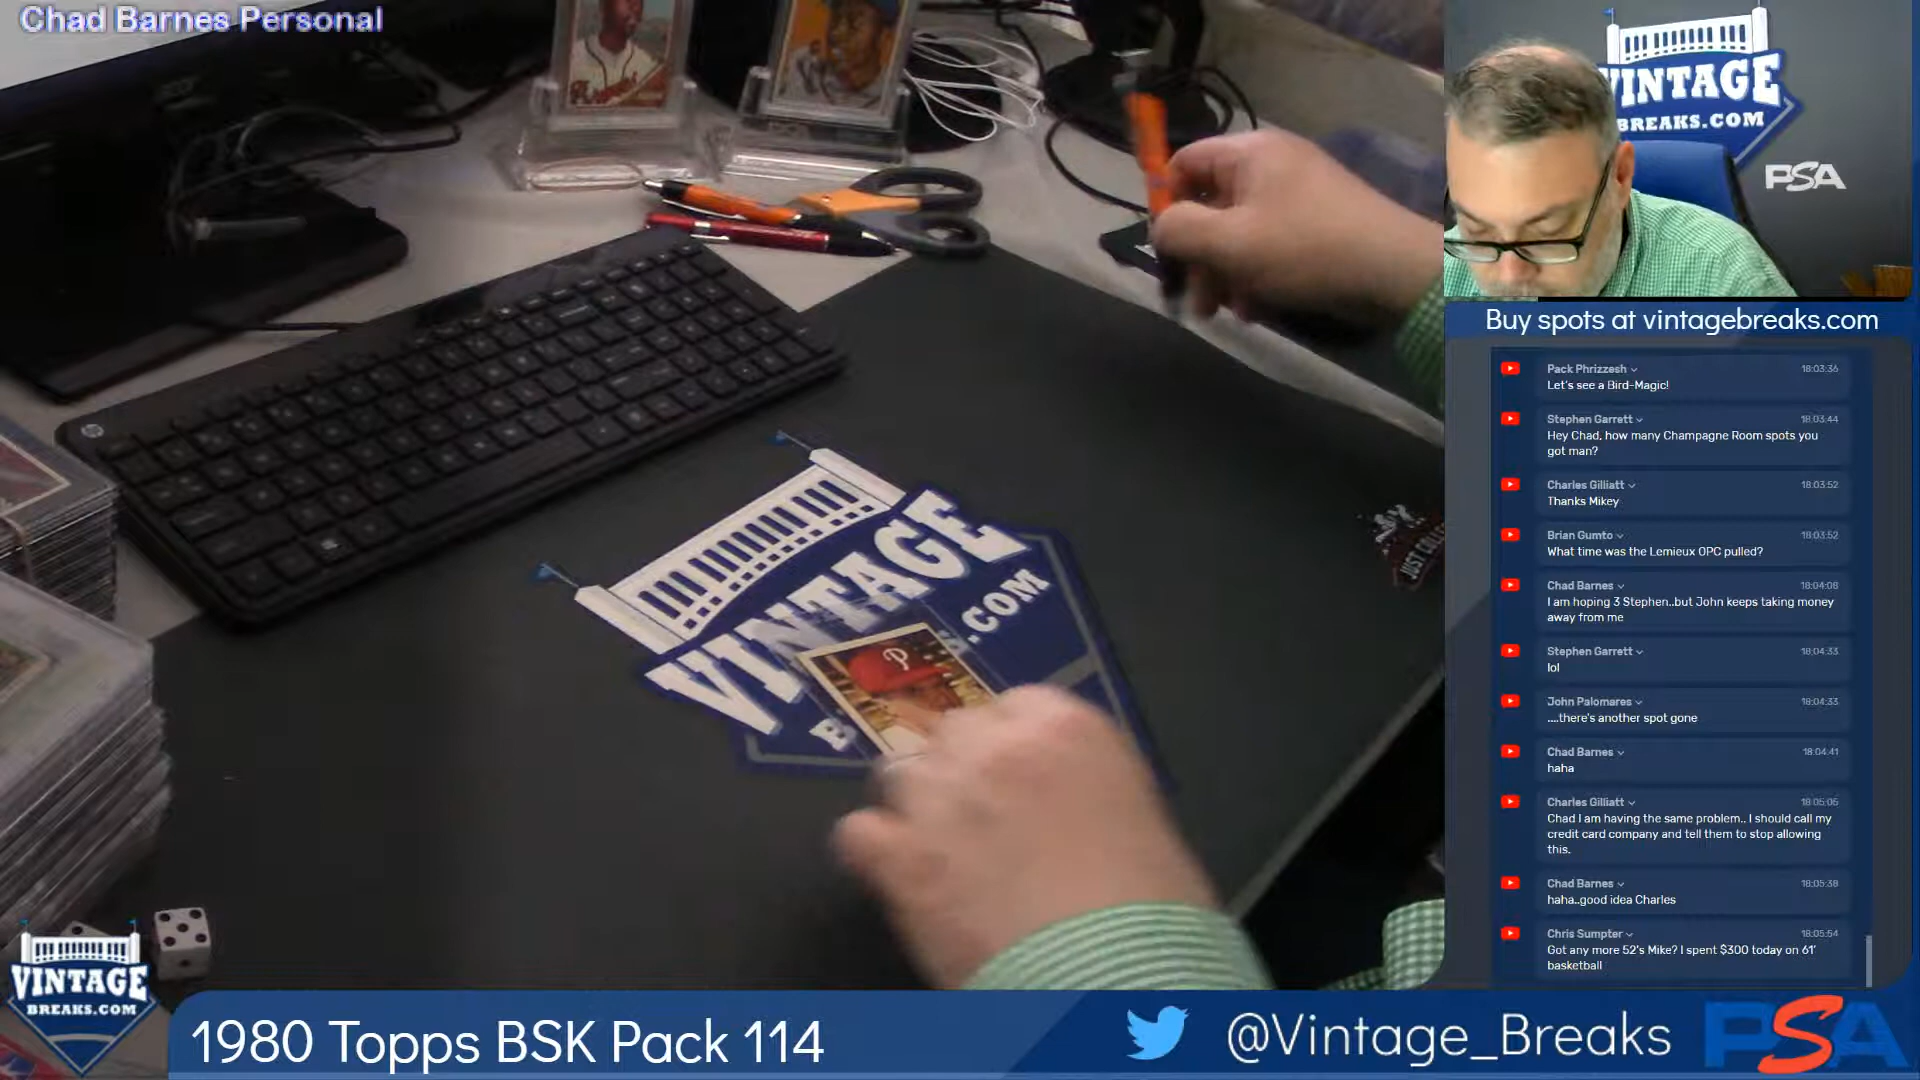 Chad Barnes Personal
VINTAGE
BREAKS.COM
PSA
Buy spots at vintagebreaks.com
Pack Phrizzesh 18:03:36
Let's see a Bird-Magic!
Stephen Garrett 18:03:44
Hey Chad, how many Champagne Room spots you
got man?
Charles Gilliatt 18:03:52
Thanks Mikey
Brian Gumto 18:03:52
What time was the Lemieux OPC pulled?
Chad Barnes 18:04:08
I am hoping 3 Stephen..but John keeps taking money
away from me
Stephen Garrett 18:04:33
lol
John Palomares 18:04:33
....there's another spot gone
Chad Barnes 18:04:41
haha
Charles Gilliatt 18:05:06
Chad I am having the same problem.. I should call my
credit card company and tell them to stop allowing
this.
Chad Barnes 18:05:38
haha..good idea Charles
Chris Sumpter 18:05:54
Got any more 52's Mike? I spent $300 today on 61'
basketball
VINTAGE
B
.COM
P
JUST COLL
VINTAGE
BREAKS.COM
1980 Topps BSK Pack 114
@Vintage_Breaks
PSA